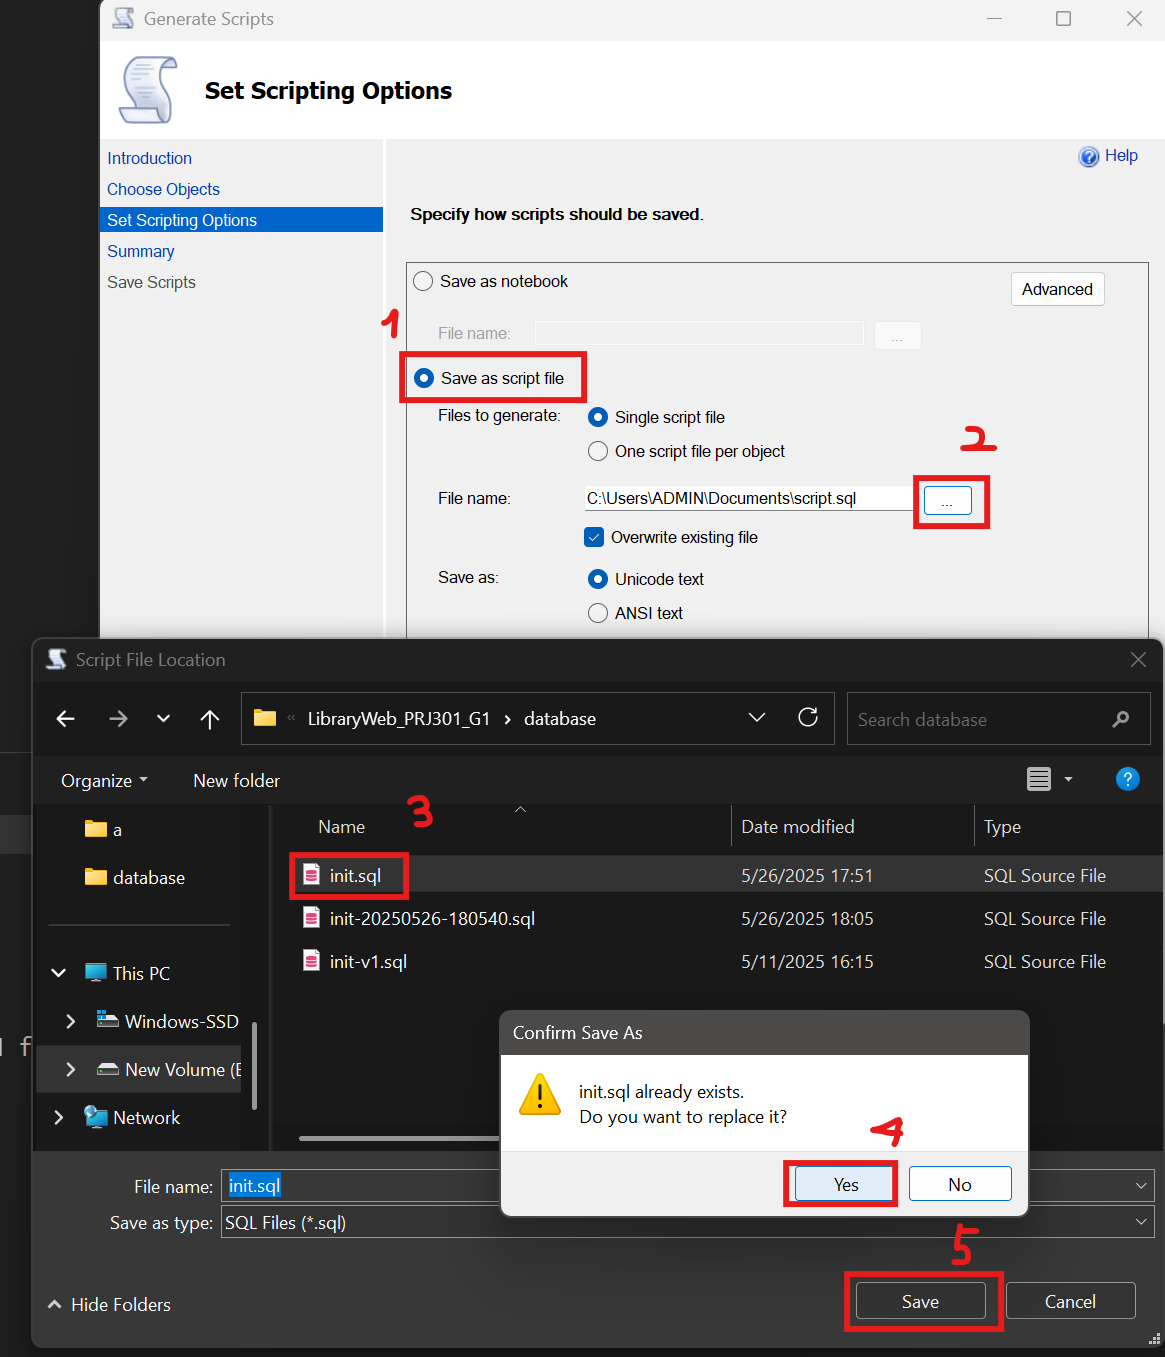 Generate Scripts
Set Scripting Options
Introduction
Choose Objects
Set Scripting Options
Summary
Save Scripts
Help
Specify how scripts should be saved.
Save as notebook
Advanced
1
File name:
...
Save as script file
Files to generate:
Single script file
One script file per object
2
File name:
C:\Users\ADMIN\Documents\script.sql
...
Overwrite existing file
Save as:
Unicode text
ANSI text
Script File Location
« LibraryWeb_PRJ301_G1 › database
Search database
Organize
New folder
?
a
database
This PC
Windows-SSD
New Volume (E
Network
3
Name
Date modified
Type
init.sql 5/26/2025 17:51 SQL Source File
init-20250526-180540.sql 5/26/2025 18:05 SQL Source File
init-v1.sql 5/11/2025 16:15 SQL Source File
f
Confirm Save As
init.sql already exists.
Do you want to replace it?
4
Yes
No
File name: init.sql
Save as type: SQL Files (*.sql)
5
Hide Folders
Save
Cancel